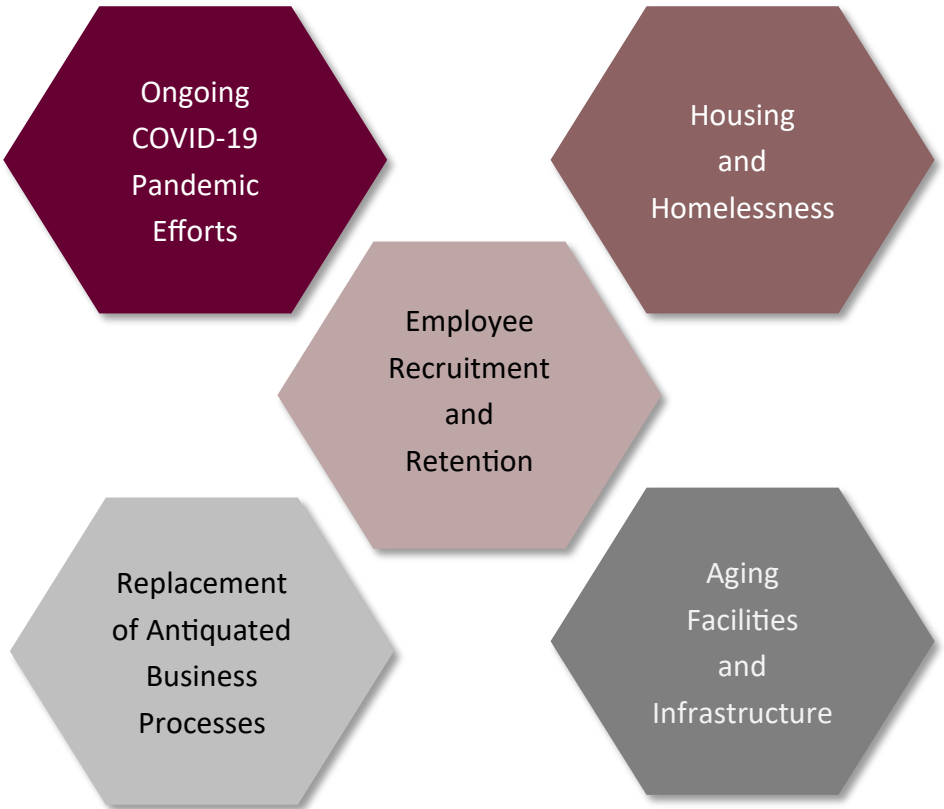 Ongoing
COVID-19
Pandemic
Efforts
Housing
and
Homelessness
Employee
Recruitment
and
Retention
Replacement
of Antiquated
Business
Processes
Aging
Facilities
and
Infrastructure